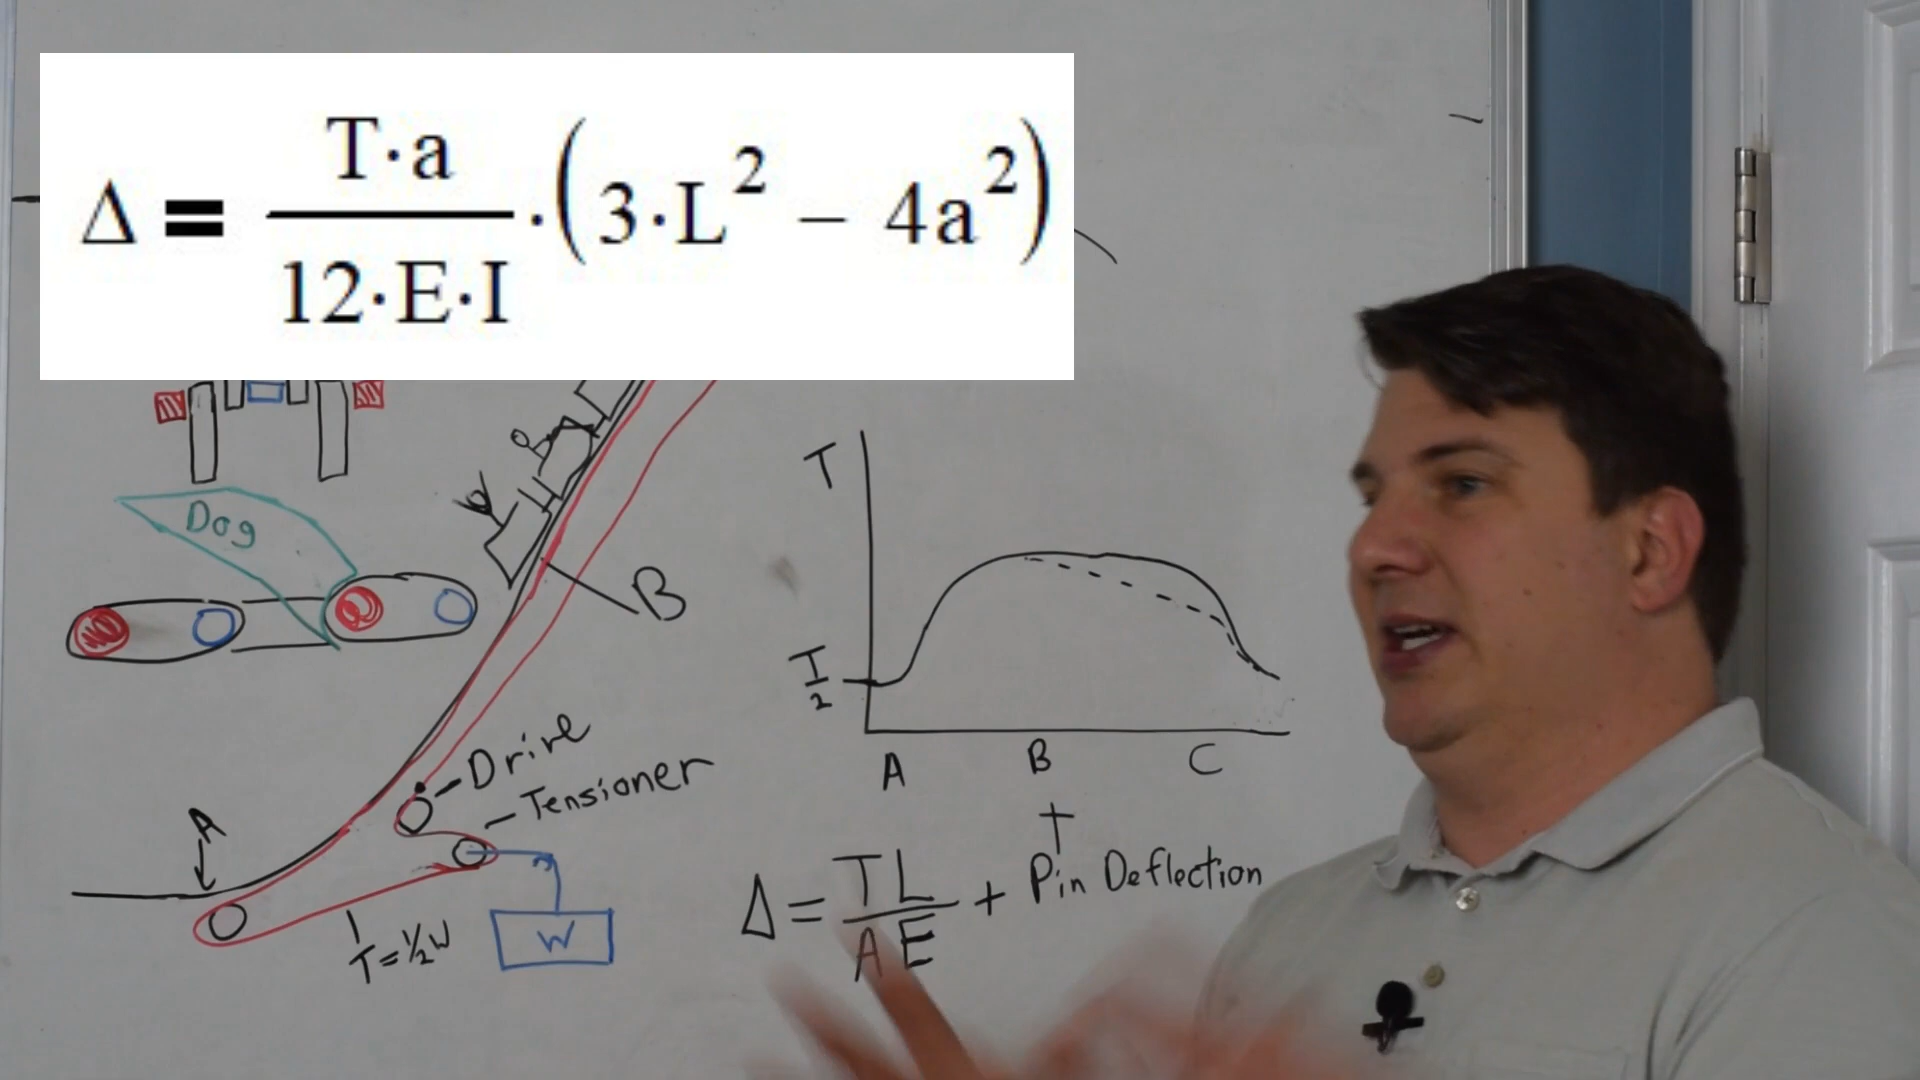 Δ = T·a / 12·E·I · (3·L² − 4a²)
Dog
B
T
T/2
A B C
Drive
Tensioner
A
T=½W
W
Δ = TL/AE + Pin Deflection